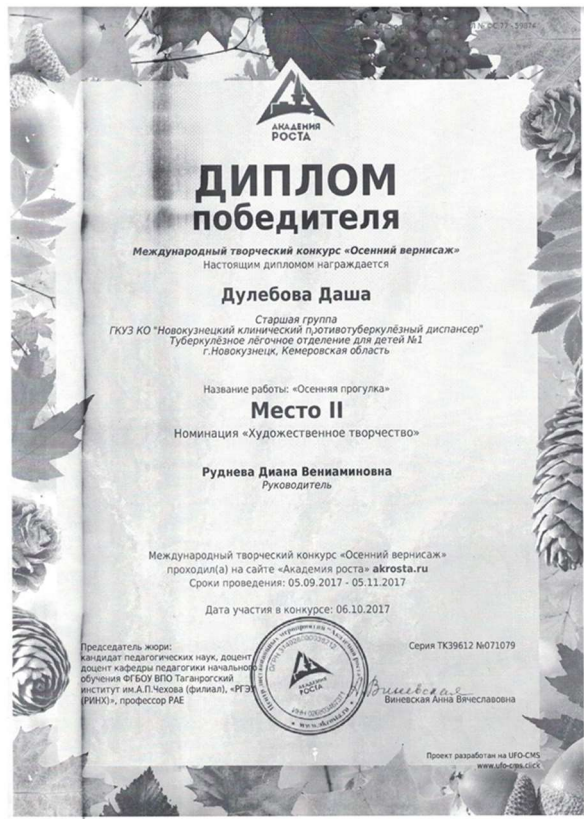 АКАДЕМИЯ
РОСТА
ДИПЛОМ
победителя
Международный творческий конкурс «Осенний вернисаж»
Настоящим дипломом награждается
Дулебова Даша
Старшая группа
ГКУЗ КО "Новокузнецкий клинический противотуберкулёзный диспансер"
Туберкулёзное лёгочное отделение для детей №1
г.Новокузнецк, Кемеровская область
Название работы: «Осенняя прогулка»
Место II
Номинация «Художественное творчество»
Руднева Диана Вениаминовна
Руководитель
Международный творческий конкурс «Осенний вернисаж»
проходил(а) на сайте «Академия роста» akrosta.ru
Сроки проведения: 05.09.2017 - 05.11.2017
Дата участия в конкурсе: 06.10.2017
Председатель жюри:
кандидат педагогических наук, доцент
доцент кафедры педагогики начального
обучения ФГБОУ ВПО Таганрогский
институт им.А.П.Чехова (филиал), «РГЭУ
(РИНХ)», профессор РАЕ
АКАДЕМИЯ
РОСТА
Серия ТК39612 №071079
Виневская
Виневская Анна Вячеславовна
Проект разработан на UFO-CMS
www.ufo-cms.click